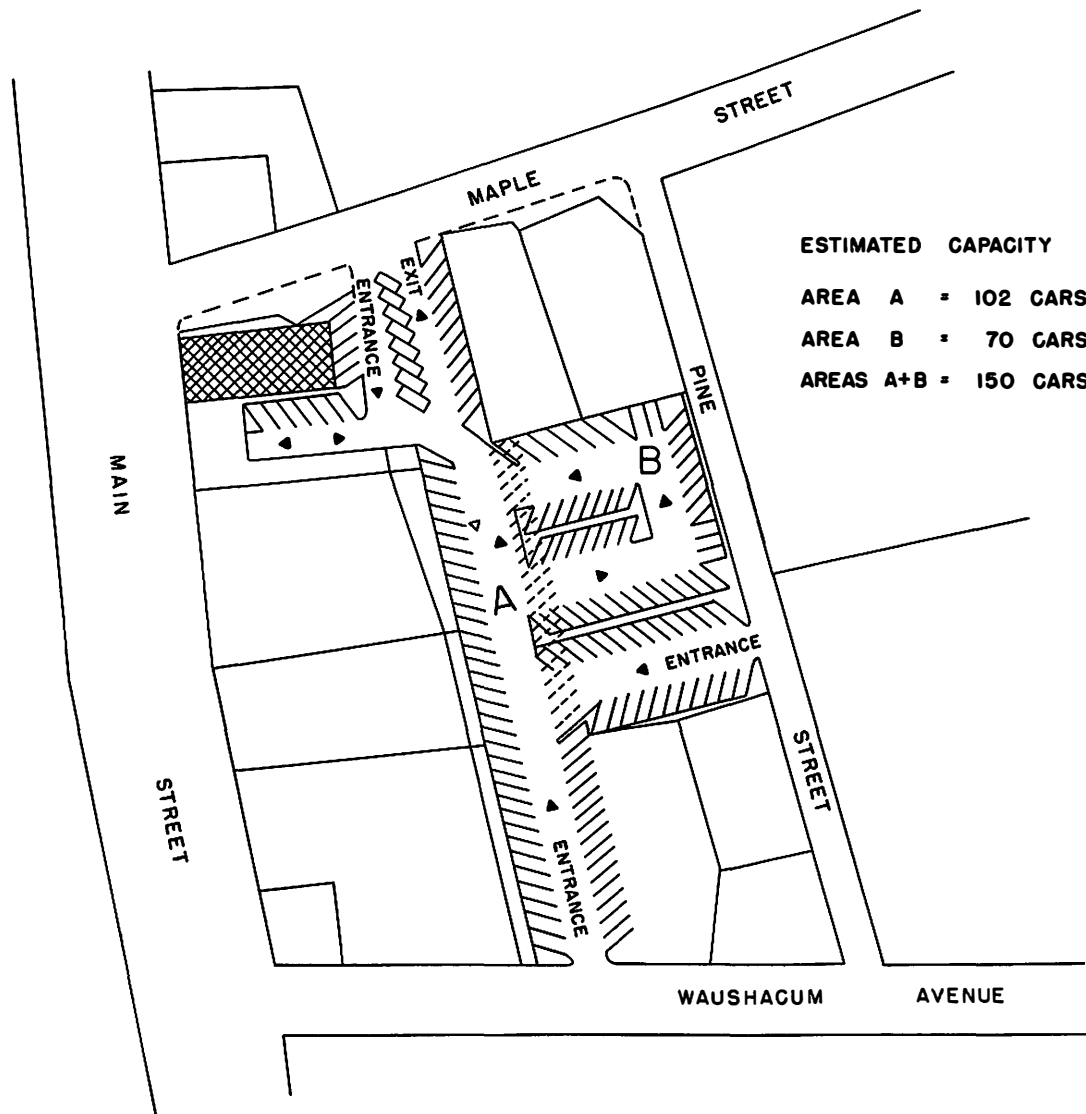 STREET
MAPLE
ESTIMATED CAPACITY
AREA A = 102 CARS
AREA B = 70 CARS
AREAS A+B = 150 CARS
EXIT
ENTRANCE
PINE
B
MAIN
A
ENTRANCE
STREET
STREET
ENTRANCE
WAUSHACUM AVENUE